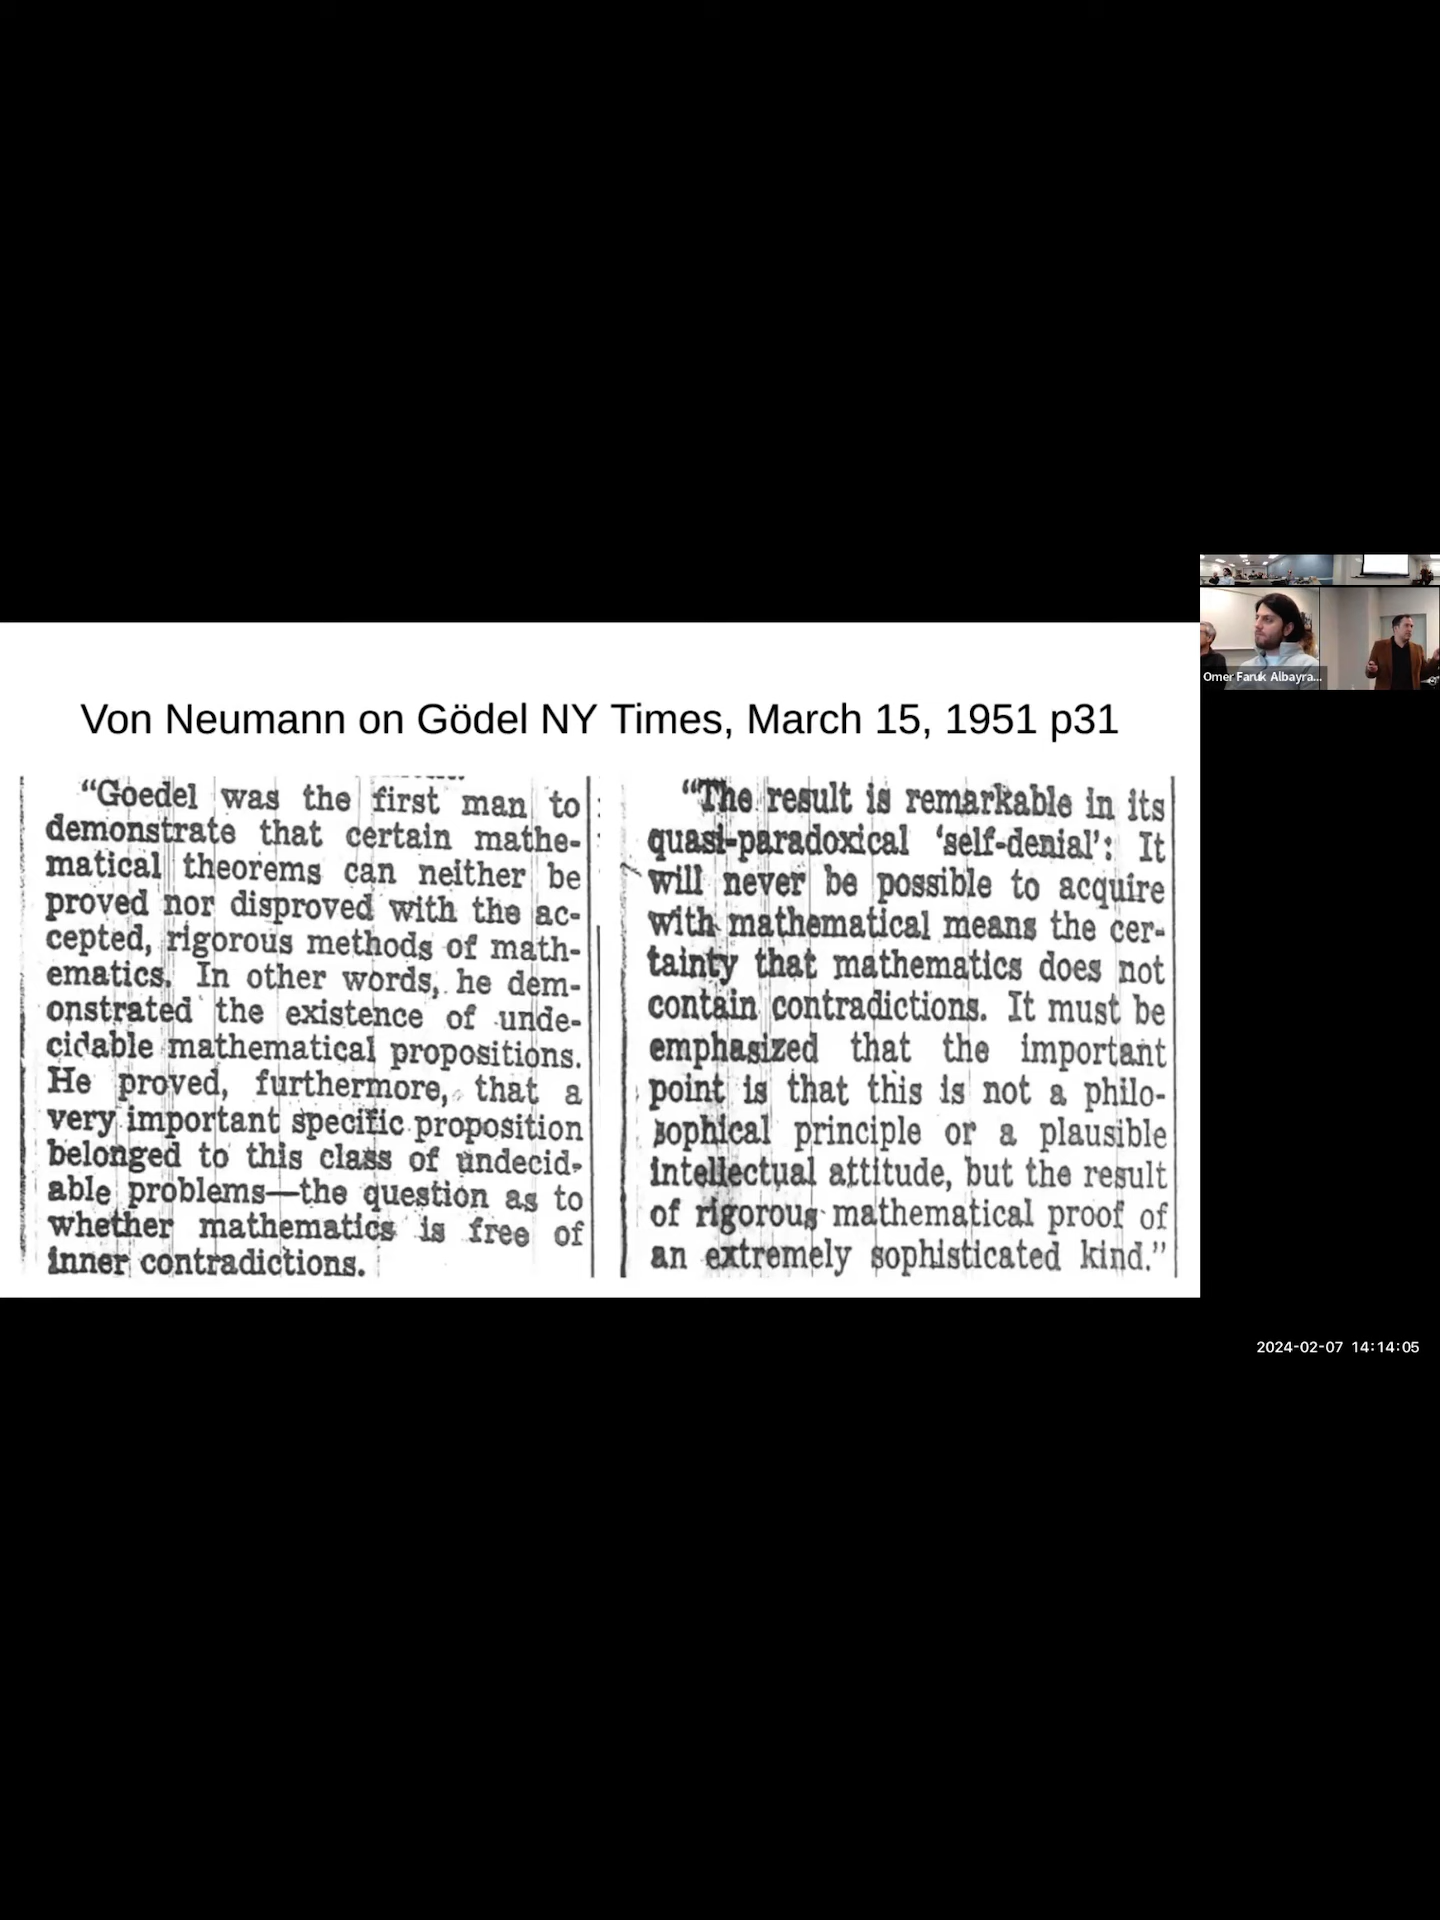 Omer Faruk Albayra...
Von Neumann on Gödel NY Times, March 15, 1951 p31
“Goedel was the first man to
demonstrate that certain mathe-
matical theorems can neither be
proved nor disproved with the ac-
cepted, rigorous methods of math-
ematics. In other words, he dem-
onstrated the existence of unde-
cidable mathematical propositions.
He proved, furthermore, that a
very important specific proposition
belonged to this class of undecid-
able problems—the question as to
whether mathematics is free of
inner contradictions.
“The result is remarkable in its
quasi-paradoxical ‘self-denial’: It
will never be possible to acquire
with mathematical means the cer-
tainty that mathematics does not
contain contradictions. It must be
emphasized that the important
point is that this is not a philo-
sophical principle or a plausible
intellectual attitude, but the result
of rigorous mathematical proof of
an extremely sophisticated kind.”
2024-02-07 14:14:05